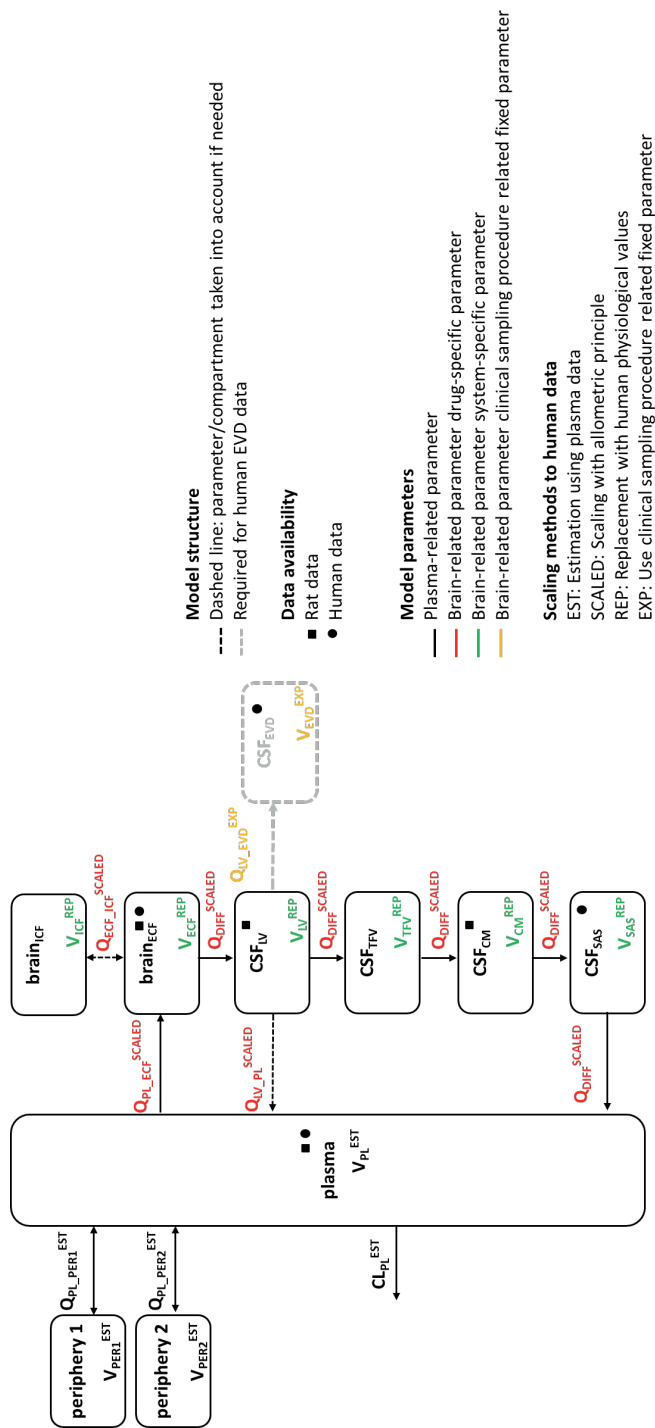 periphery 1
V_PER1^EST
periphery 2
V_PER2^EST
Q_PL_PER1^EST
Q_PL_PER2^EST
CL_PL^EST
plasma
V_PL^EST
Q_PL_ECF^SCALED
Q_LV_PL^SCALED
Q_DIFF^SCALED
brain_ICF
V_ICF^REP
Q_ECF_ICF^SCALED
brain_ECF
V_ECF^REP
Q_DIFF^SCALED
CSF_LV
V_LV^REP
Q_DIFF^SCALED
CSF_TFV
V_TFV^REP
Q_DIFF^SCALED
CSF_CM
V_CM^REP
Q_DIFF^SCALED
CSF_SAS
V_SAS^REP
Q_LV_EVD^EXP
CSF_EVD
V_EVD^EXP
Model structure
Dashed line: parameter/compartment taken into account if needed
Required for human EVD data
Data availability
Rat data
Human data
Model parameters
Plasma-related parameter
Brain-related parameter drug-specific parameter
Brain-related parameter system-specific parameter
Brain-related parameter clinical sampling procedure related fixed parameter
Scaling methods to human data
EST: Estimation using plasma data
SCALED: Scaling with allometric principle
REP: Replacement with human physiological values
EXP: Use clinical sampling procedure related fixed parameter